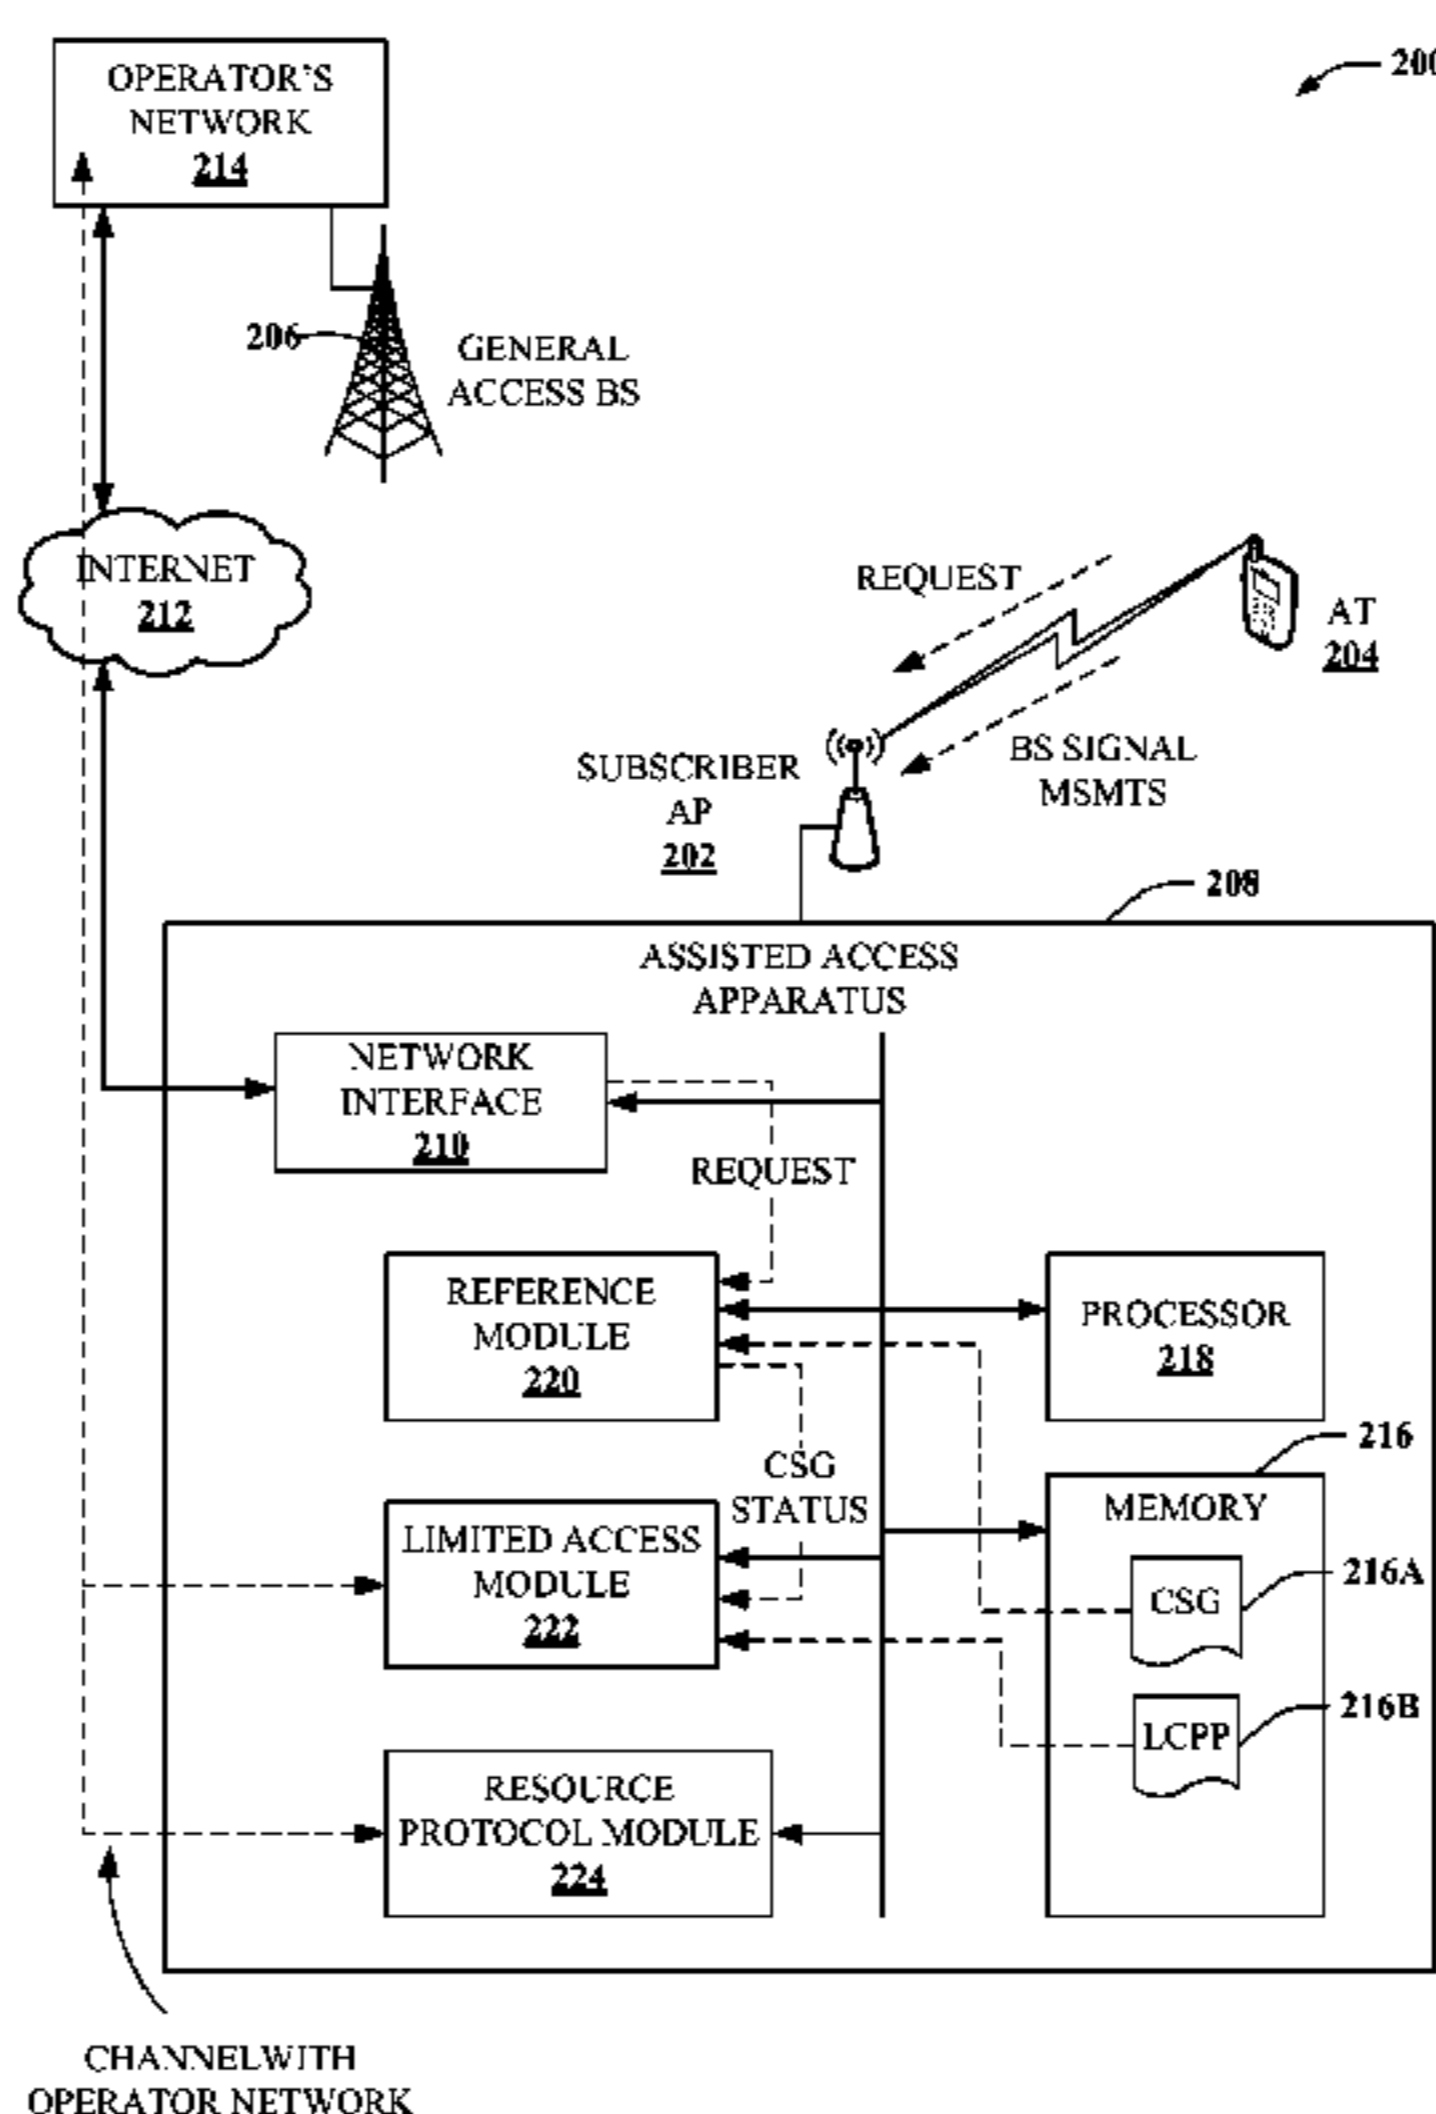 OPERATOR'S
NETWORK
214
200
206
GENERAL
ACCESS BS
INTERNET
212
REQUEST
AT
204
BS SIGNAL
MSMTS
SUBSCRIBER
AP
202
208
ASSISTED ACCESS
APPARATUS
NETWORK
INTERFACE
210
REQUEST
REFERENCE
MODULE
220
PROCESSOR
218
CSG
STATUS
216
MEMORY
LIMITED ACCESS
MODULE
222
CSG
216A
LCPP
216B
RESOURCE
PROTOCOL MODULE
224
CHANNELWITH
OPERATOR NETWORK